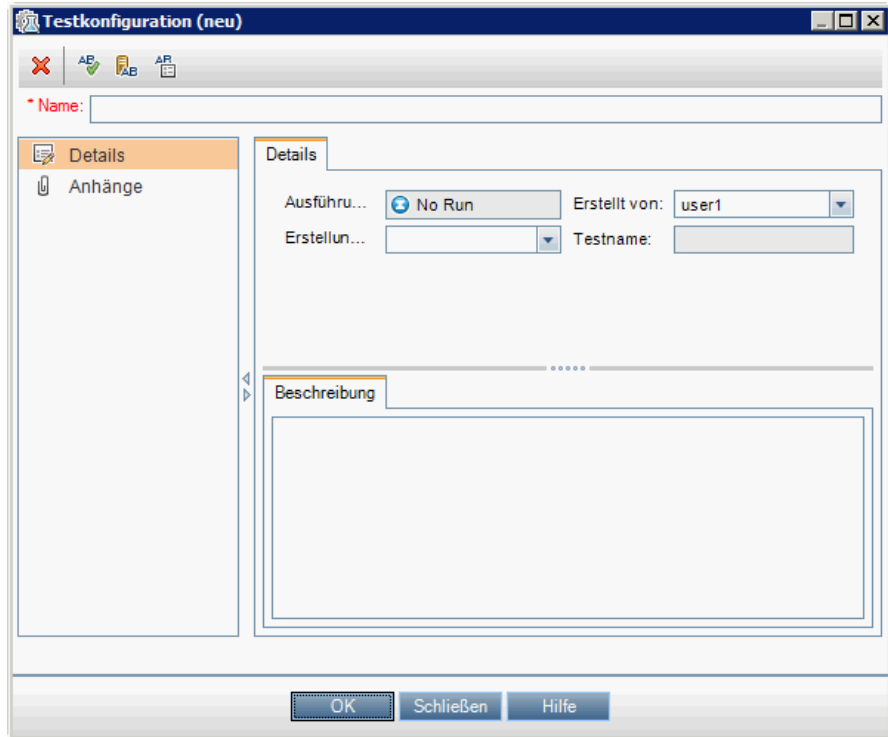 Testkonfiguration (neu)
* Name:
Details
Anhänge
Details
Ausführu... No Run Erstellt von: user1
Erstellun... Testname:
Beschreibung
OK Schließen Hilfe